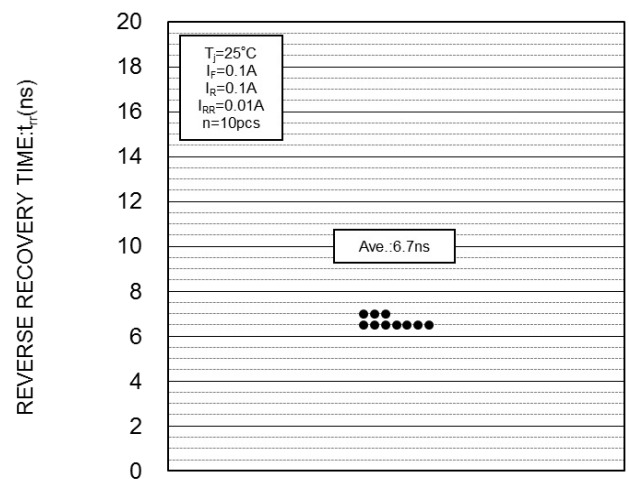 REVERSE RECOVERY TIME:trr(ns)
20
18
16
14
12
10
8
6
4
2
0
Tj=25°C
IF=0.1A
IR=0.1A
IRR=0.01A
n=10pcs
Ave.:6.7ns